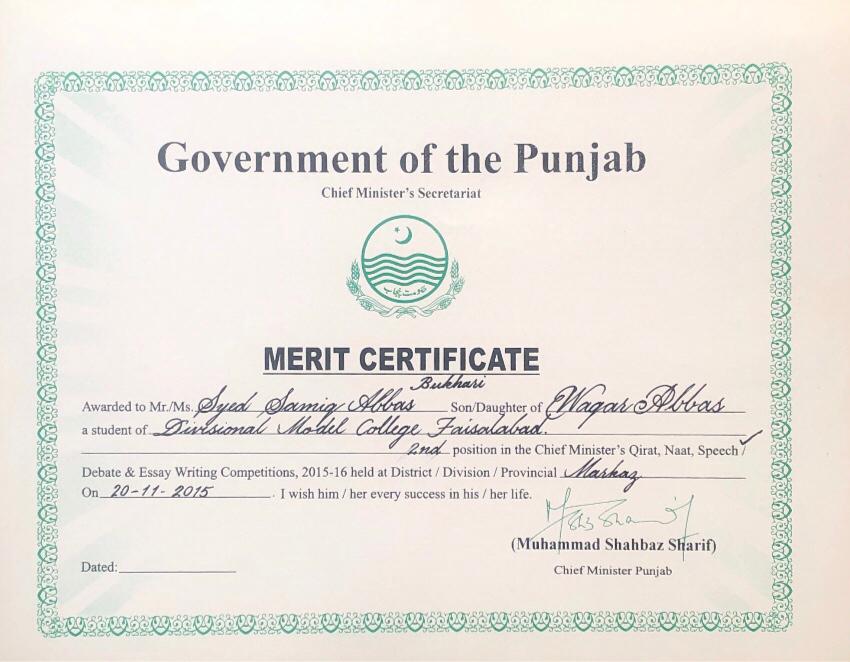 Government of the Punjab
Chief Minister's Secretariat
حکومت پنجاب
MERIT CERTIFICATE
Bukhari
Awarded to Mr./Ms. Syed Samiq Abbas Son/Daughter of Waqar Abbas
a student of Divisional Model College Faisalabad.
2nd position in the Chief Minister's Qirat, Naat, Speech ✓/
Debate & Essay Writing Competitions, 2015-16 held at District / Division / Provincial Markaz
On 20-11-2015. I wish him / her every success in his / her life.
(Muhammad Shahbaz Sharif)
Chief Minister Punjab
Dated: